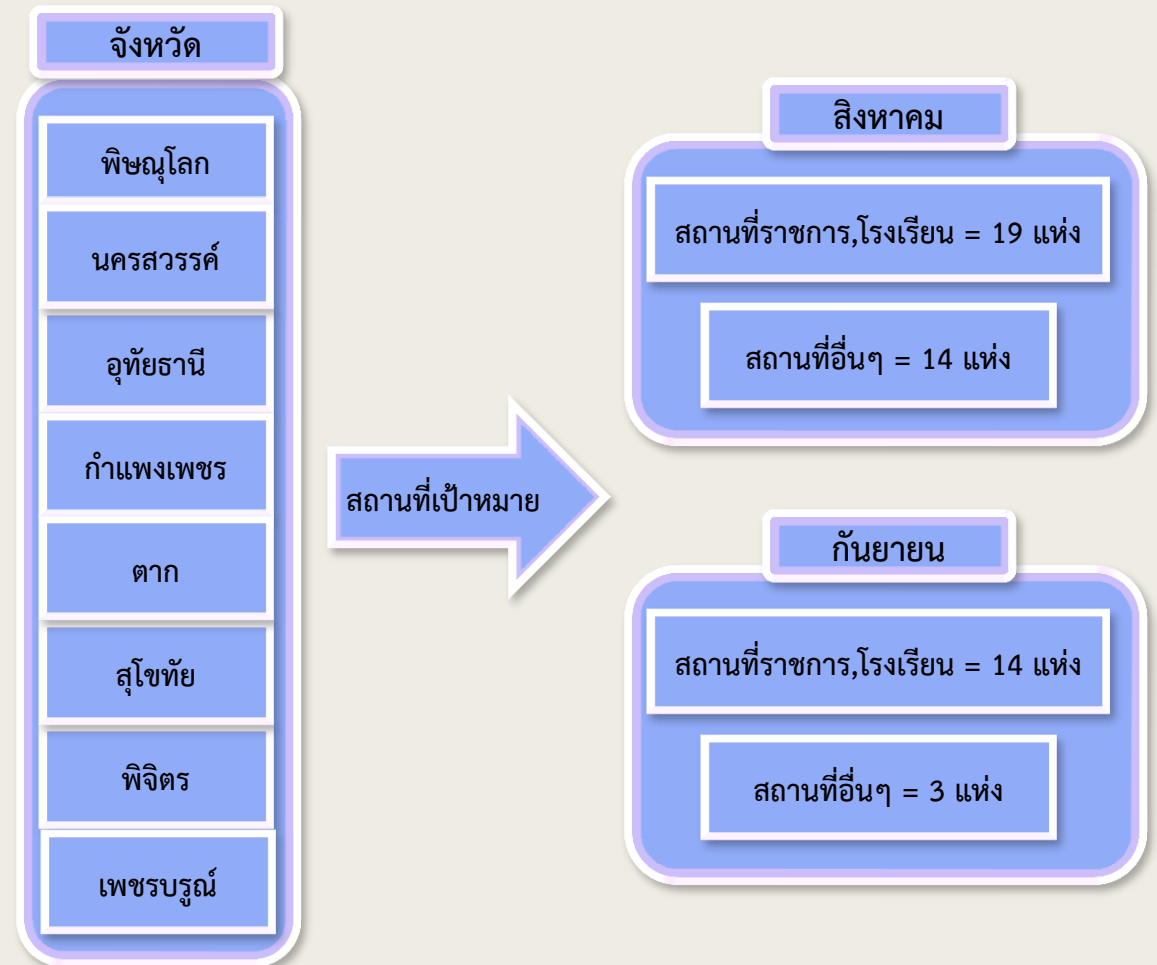 จังหวัด
พิษณุโลก
นครสวรรค์
อุทัยธานี
กำแพงเพชร
ตาก
สุโขทัย
พิจิตร
เพชรบรูณ์
สถานที่เป้าหมาย
สิงหาคม
สถานที่ราชการ,โรงเรียน = 19 แห่ง
สถานที่อื่นๆ = 14 แห่ง
กันยายน
สถานที่ราชการ,โรงเรียน = 14 แห่ง
สถานที่อื่นๆ = 3 แห่ง